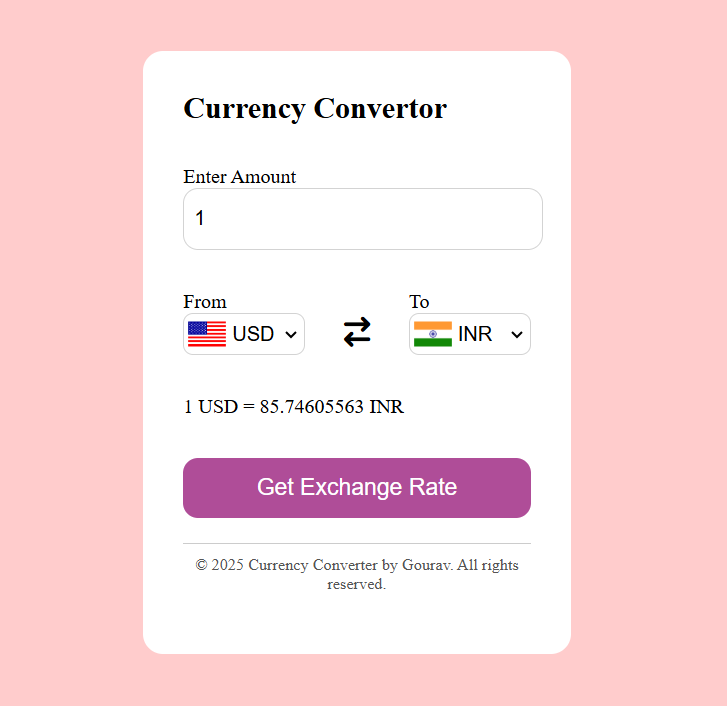 Currency Convertor
Enter Amount
1
From To
USD INR
1 USD = 85.74605563 INR
Get Exchange Rate
© 2025 Currency Converter by Gourav. All rights
reserved.